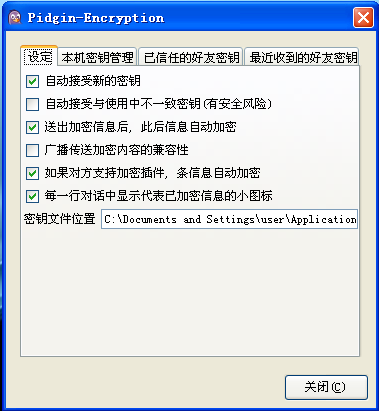 Pidgin-Encryption
设定 本机密钥管理 已信任的好友密钥 最近收到的好友密钥
自动接受新的密钥
自动接受与使用中不一致密钥(有安全风险)
送出加密信息后, 此后信息自动加密
广播传送加密内容的兼容性
如果对方支持加密插件, 条信息自动加密
每一行对话中显示代表已加密信息的小图标
密钥文件位置 C:\Documents and Settings\user\Application
关闭(C)